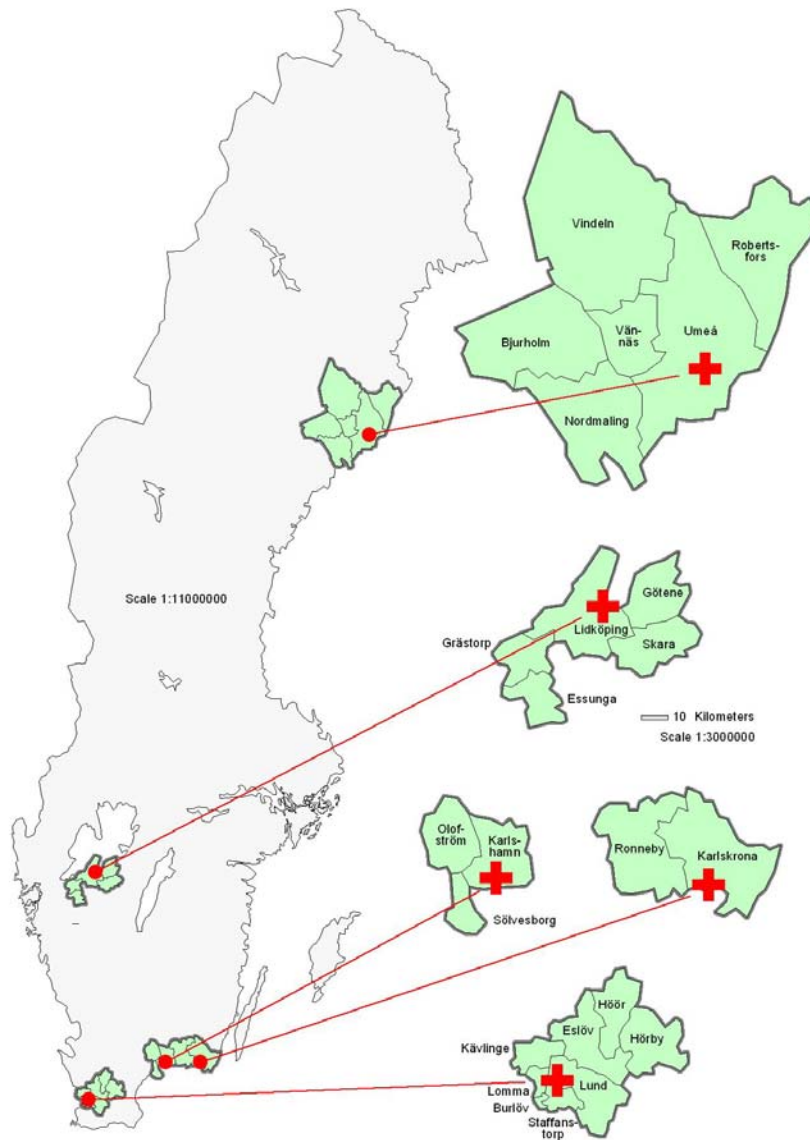 Vindeln
Roberts-
fors
Vän-
näs
Umeå
Bjurholm
Nordmaling
Scale 1:11000000
Götene
Lidköping
Grästorp
Skara
Essunga
10 Kilometers
Scale 1:3000000
Olof-
ström
Karls-
hamn
Sölvesborg
Ronneby
Karlskrona
Höör
Eslöv
Hörby
Kävlinge
Lund
Lomma
Burlöv
Staffans-
torp